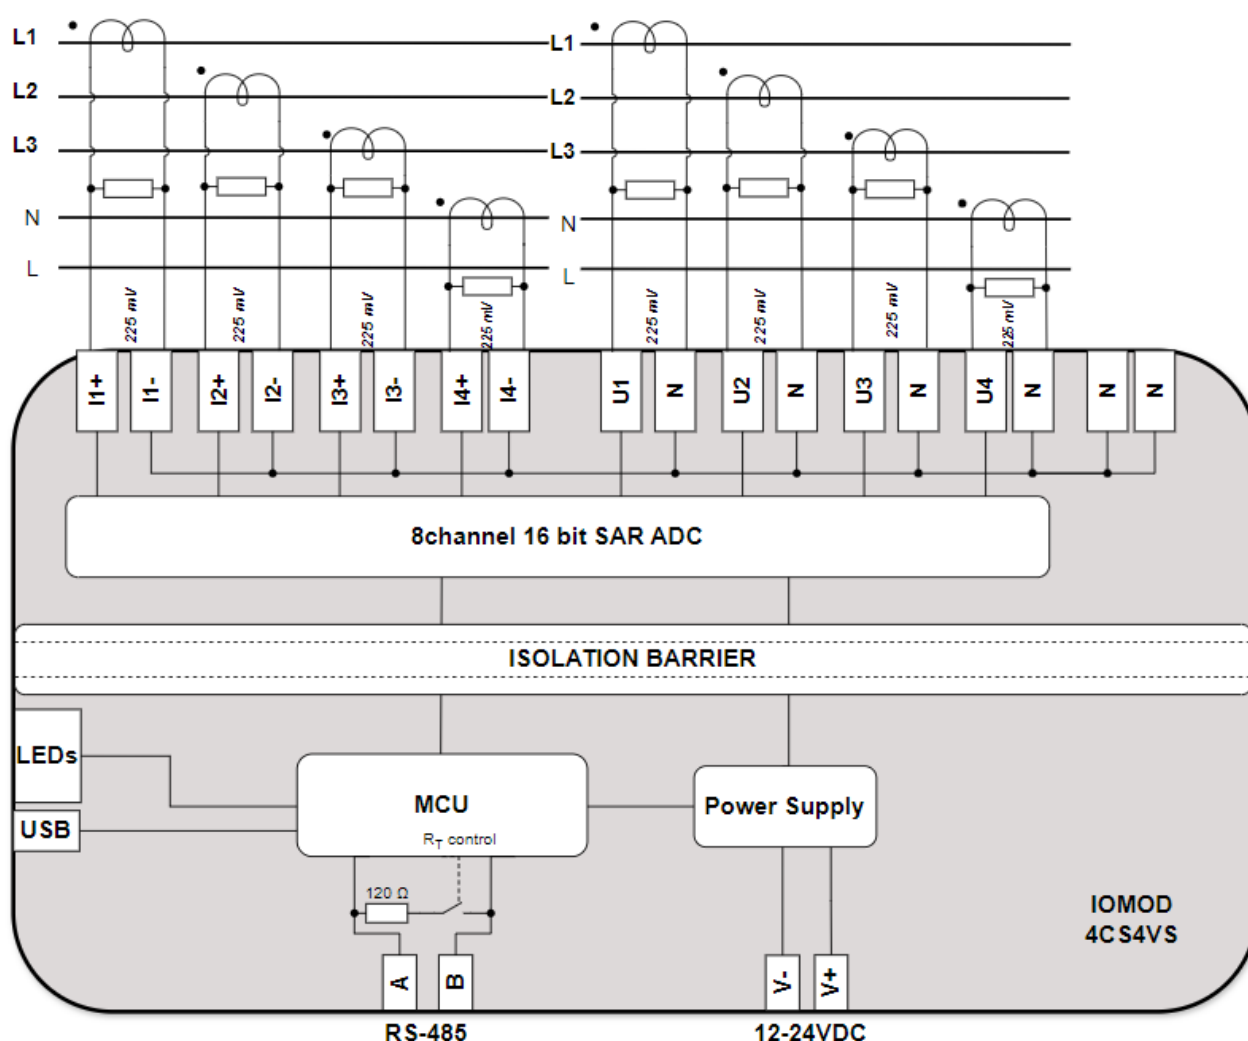 L1
L1
L2
L2
L3
L3
N
N
L
L
225 mV
225 mV
225 mV
225 mV
225 mV
225 mV
225 mV
225 mV
I1+
I1-
I2+
I2-
I3+
I3-
I4+
I4-
U1
N
U2
N
U3
N
U4
N
N
N
8channel 16 bit SAR ADC
ISOLATION BARRIER
LEDs
USB
MCU
RT control
Power Supply
120 Ω
IOMOD
4CS4VS
A
B
V-
V+
RS-485
12-24VDC